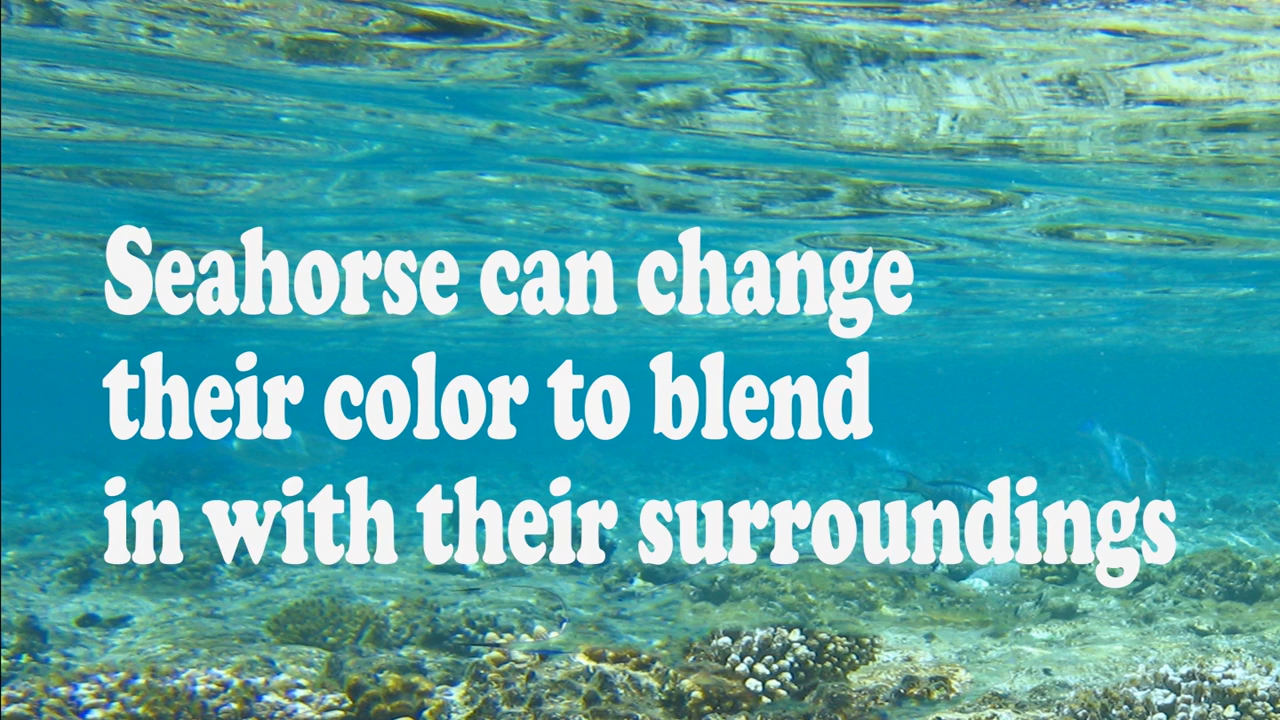 Seahorse can change
their color to blend
in with their surroundings